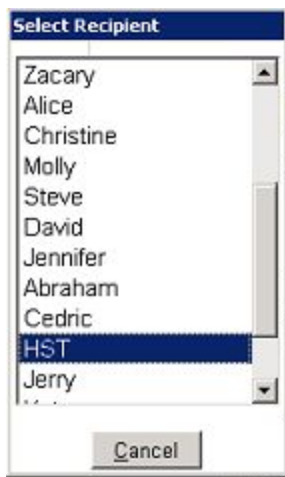 Select Recipient
Zacary
Alice
Christine
Molly
Steve
David
Jennifer
Abraham
Cedric
HST
Jerry
Cancel